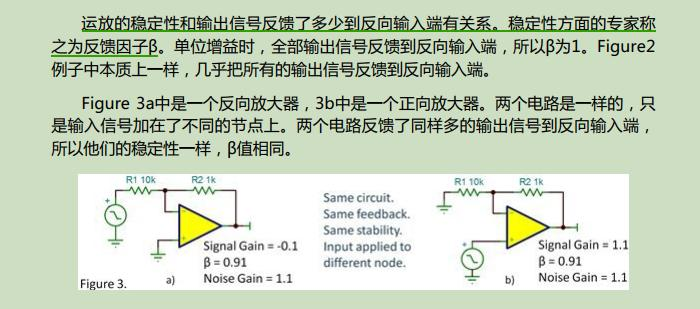 运放的稳定性和输出信号反馈了多少到反向输入端有关系。稳定性方面的专家称
之为反馈因子β。单位增益时，全部输出信号反馈到反向输入端，所以β为1。Figure2
例子中本质上一样，几乎把所有的输出信号反馈到反向输入端。
Figure 3a中是一个反向放大器，3b中是一个正向放大器。两个电路是一样的，只
是输入信号加在了不同的节点上。两个电路反馈了同样多的输出信号到反向输入端，
所以他们的稳定性一样，β值相同。
R1 10k
R2 1k
Signal Gain = -0.1
β = 0.91
Noise Gain = 1.1
Figure 3.
a)
Same circuit.
Same feedback.
Same stability.
Input applied to
different node.
R1 10k
R2 1k
Signal Gain = 1.1
β = 0.91
Noise Gain = 1.1
b)